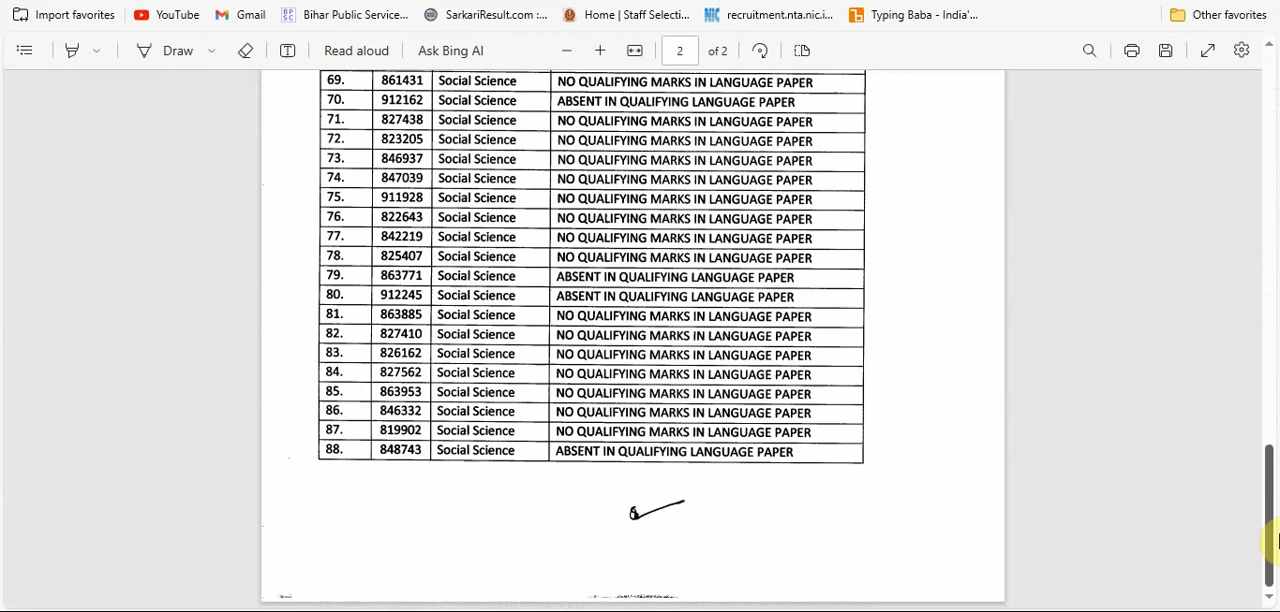 Import favorites YouTube Gmail Bihar Public Service... SarkariResult.com :... Home | Staff Selecti... recruitment.nta.nic.i... Typing Baba - India'... Other favorites
Draw Read aloud Ask Bing AI 2 of 2
69. 861431 Social Science NO QUALIFYING MARKS IN LANGUAGE PAPER
70. 912162 Social Science ABSENT IN QUALIFYING LANGUAGE PAPER
71. 827438 Social Science NO QUALIFYING MARKS IN LANGUAGE PAPER
72. 823205 Social Science NO QUALIFYING MARKS IN LANGUAGE PAPER
73. 846937 Social Science NO QUALIFYING MARKS IN LANGUAGE PAPER
74. 847039 Social Science NO QUALIFYING MARKS IN LANGUAGE PAPER
75. 911928 Social Science NO QUALIFYING MARKS IN LANGUAGE PAPER
76. 822643 Social Science NO QUALIFYING MARKS IN LANGUAGE PAPER
77. 842219 Social Science NO QUALIFYING MARKS IN LANGUAGE PAPER
78. 825407 Social Science NO QUALIFYING MARKS IN LANGUAGE PAPER
79. 863771 Social Science ABSENT IN QUALIFYING LANGUAGE PAPER
80. 912245 Social Science ABSENT IN QUALIFYING LANGUAGE PAPER
81. 863885 Social Science NO QUALIFYING MARKS IN LANGUAGE PAPER
82. 827410 Social Science NO QUALIFYING MARKS IN LANGUAGE PAPER
83. 826162 Social Science NO QUALIFYING MARKS IN LANGUAGE PAPER
84. 827562 Social Science NO QUALIFYING MARKS IN LANGUAGE PAPER
85. 863953 Social Science NO QUALIFYING MARKS IN LANGUAGE PAPER
86. 846332 Social Science NO QUALIFYING MARKS IN LANGUAGE PAPER
87. 819902 Social Science NO QUALIFYING MARKS IN LANGUAGE PAPER
88. 848743 Social Science ABSENT IN QUALIFYING LANGUAGE PAPER